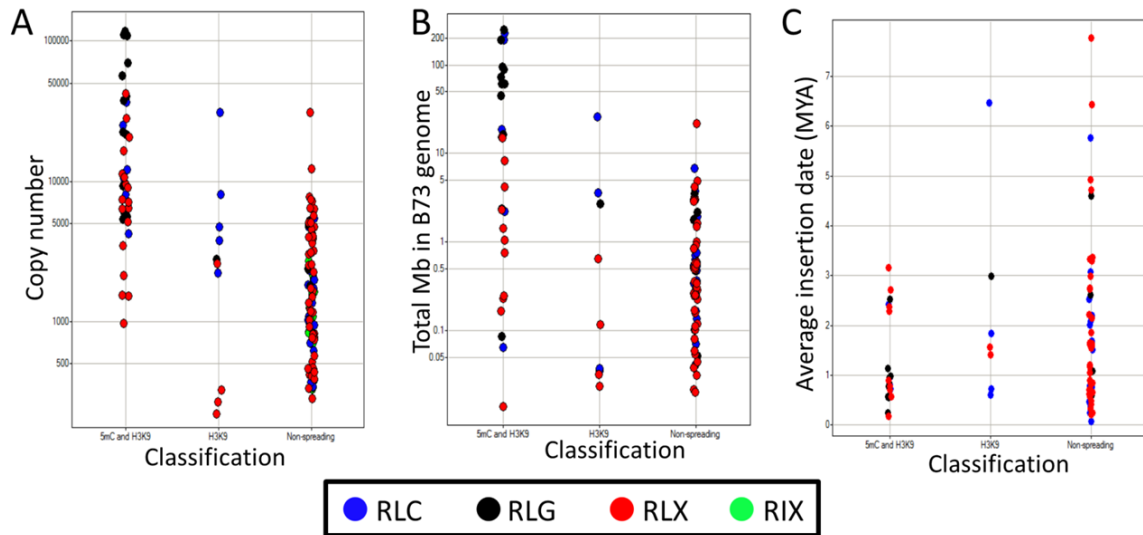 A
Copy number
100000
50000
10000
5000
1000
500
5mC and H3K9
H3K9
Non-spreading
Classification
B
Total Mb in B73 genome
200
100
50
10
5
1
0.5
0.1
0.05
5mC and H3K9
H3K9
Non-spreading
Classification
C
Average insertion date (MYA)
7
6
5
4
3
2
1
0
5mC and H3K9
H3K9
Non-spreading
Classification
RLC RLG RLX RIX